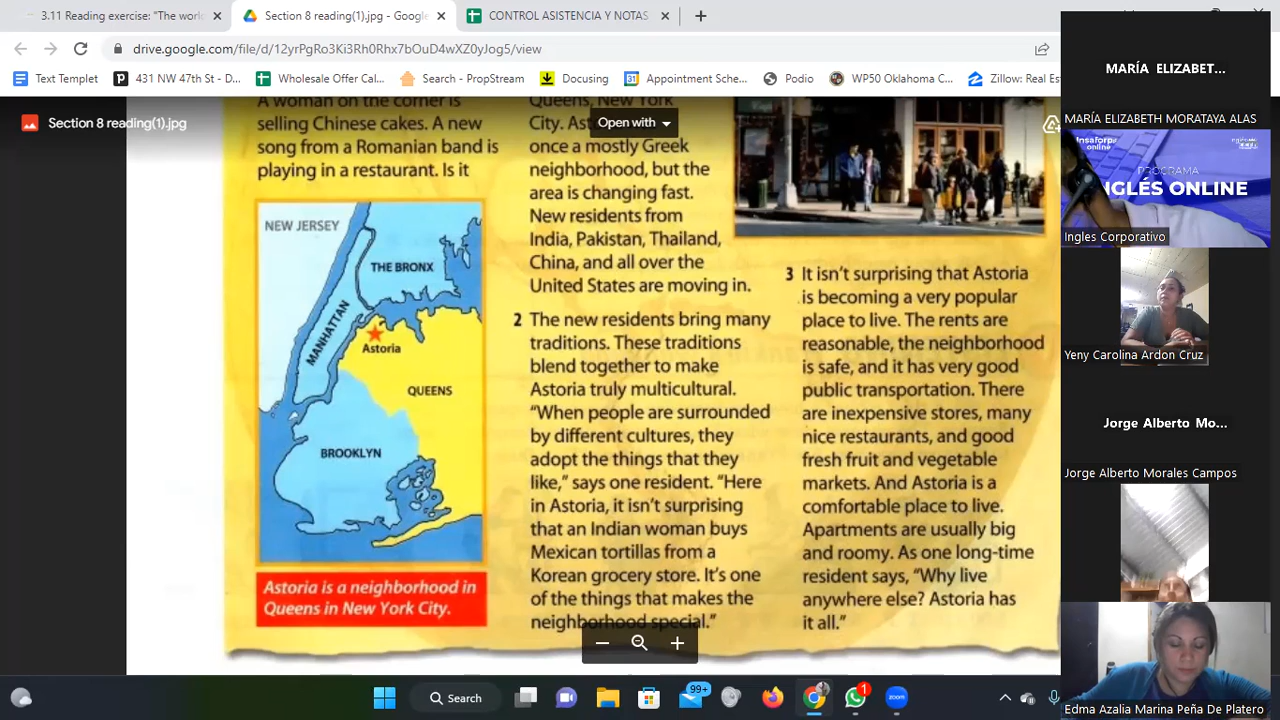 3.11 Reading exercise: "The worl
Section 8 reading(1).jpg - Google
CONTROL ASISTENCIA Y NOTAS
drive.google.com/file/d/12yrPgRo3Ki3Rh0Rhx7bOuD4wXZ0yJog5/view
Text Templet
431 NW 47th St - D...
Wholesale Offer Cal...
Search - PropStream
Docusing
Appointment Sche...
Podio
WP50 Oklahoma C...
Zillow: Real Es
Section 8 reading(1).jpg
Open with
A woman on the corner is
selling Chinese cakes. A new
song from a Romanian band is
playing in a restaurant. Is it
NEW JERSEY
THE BRONX
MANHATTAN
Astoria
QUEENS
BROOKLYN
Astoria is a neighborhood in
Queens in New York City.
Queens, New York
City. Ast
once a mostly Greek
neighborhood, but the
area is changing fast.
New residents from
India, Pakistan, Thailand,
China, and all over the
United States are moving in.
2 The new residents bring many
traditions. These traditions
blend together to make
Astoria truly multicultural.
"When people are surrounded
by different cultures, they
adopt the things that they
like," says one resident. "Here
in Astoria, it isn't surprising
that an Indian woman buys
Mexican tortillas from a
Korean grocery store. It's one
of the things that makes the
neighborhood special."
3 It isn't surprising that Astoria
is becoming a very popular
place to live. The rents are
reasonable, the neighborhood
is safe, and it has very good
public transportation. There
are inexpensive stores, many
nice restaurants, and good
fresh fruit and vegetable
markets. And Astoria is a
comfortable place to live.
Apartments are usually big
and roomy. As one long-time
resident says, "Why live
anywhere else? Astoria has
it all."
MARÍA ELIZABET...
MARÍA ELIZABETH MORATAYA ALAS
Insaforp
online
PROGRAMA
INGLÉS ONLINE
Ingles Corporativo
Yeny Carolina Ardon Cruz
Jorge Alberto Mo...
Jorge Alberto Morales Campos
Edma Azalia Marina Peña De Platero
Search
99+
1
zoom